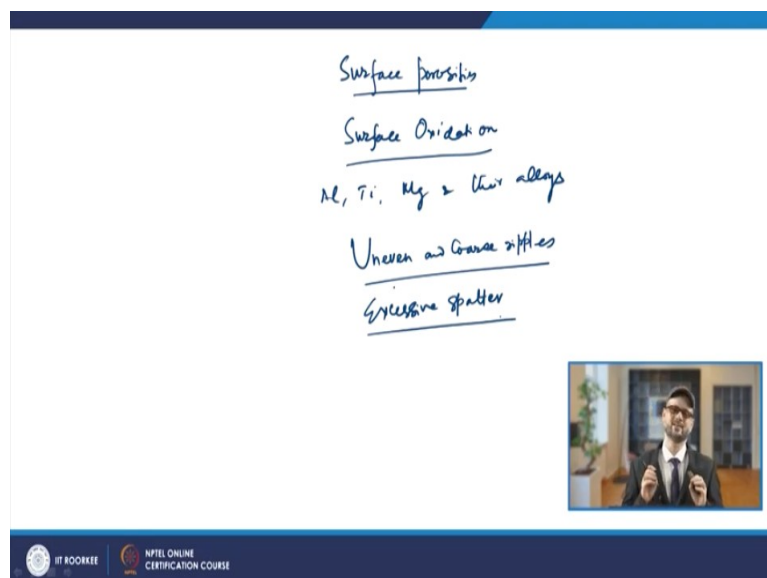 Surface porosities
Surface Oxidation
Al, Ti, Mg & their alloys
Uneven and Coarse ripples
Excessive spatter
IIT ROORKEE
NPTEL ONLINE
CERTIFICATION COURSE